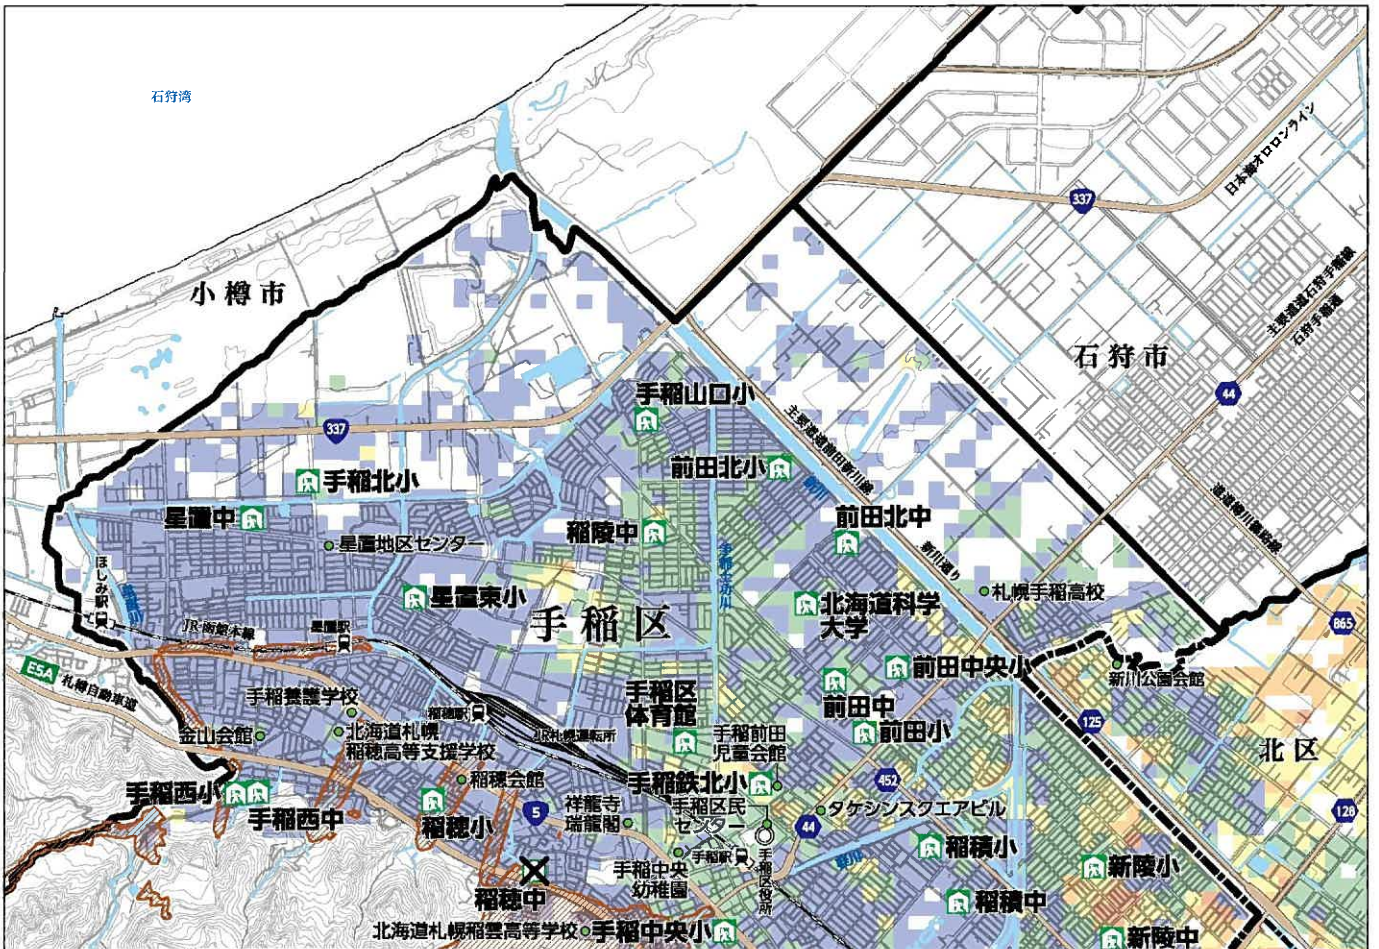 石狩湾
日本海オロロンライン
337
小樽市
石狩市
主要道道石狩手稲線
石狩手稲通
44
手稲山口小
主要道道前田新川線
337
前田北小
手稲北小
新川
星置中
稲陵中
前田北中
星置地区センター
新川通り
札幌手稲高校
ほしみ駅
星置東小
手稲区
北海道科学
大学
JR函館本線
星置駅
865
E5A
札樽自動車道
前田中央小
新川公園会館
手稲養護学校
手稲区
体育館
前田中
稲穂駅
125
金山会館
北海道札幌
稲穂高等支援学校
JR札幌運転所
手稲前田
児童会館
前田小
北区
手稲西小
稲穂会館
手稲鉄北小
452
手稲西中
稲穂小
5
祥龍寺
瑞龍閣
手稲区民
センター
タケシンスクエアビル
44
128
手稲駅
手稲区役所
稲積小
新陵小
手稲中央
幼稚園
稲穂中
稲積中
北海道札幌稲雲高等学校
手稲中央小
新陵中